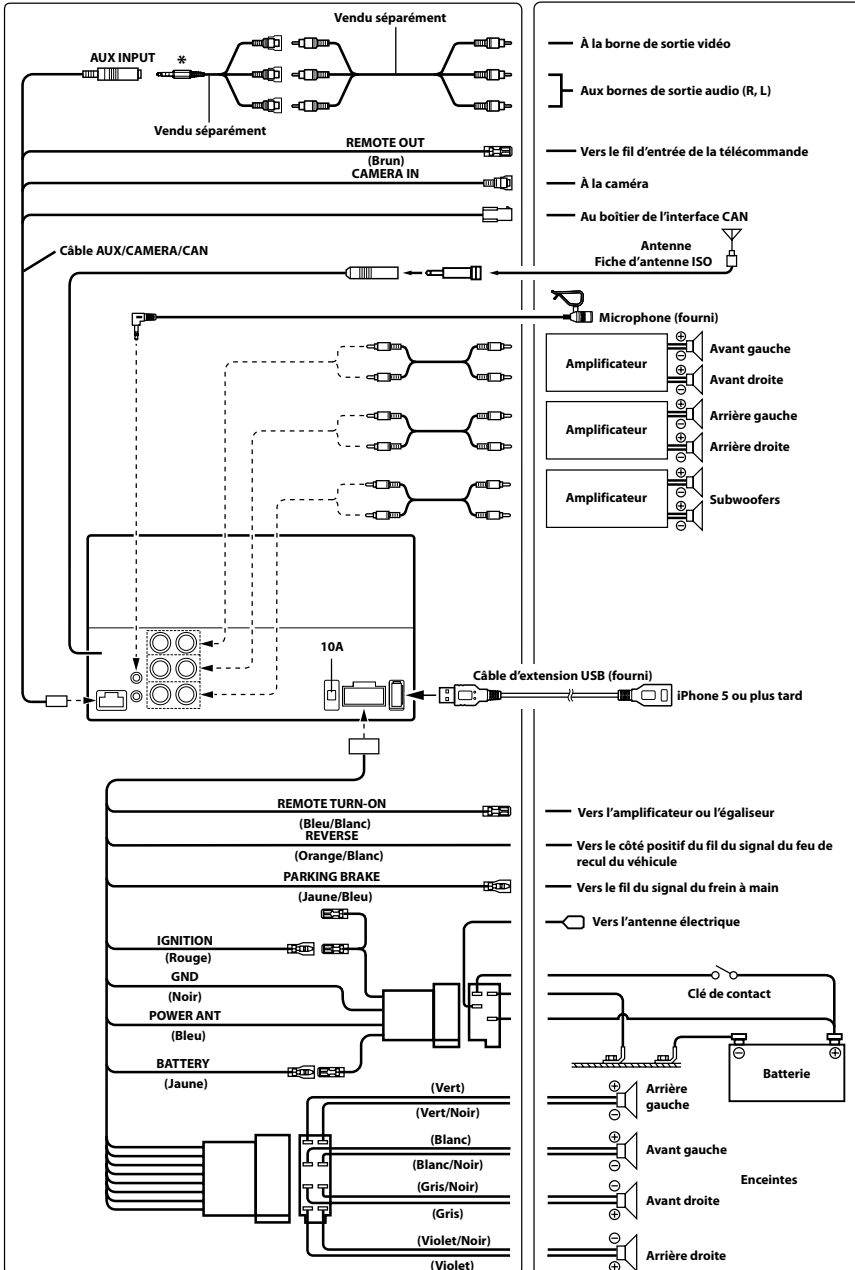 Vendu séparément
AUX INPUT
*
À la borne de sortie vidéo
Aux bornes de sortie audio (R, L)
Vendu séparément
REMOTE OUT
(Brun)
Vers le fil d'entrée de la télécommande
CAMERA IN
À la caméra
Au boîtier de l'interface CAN
Câble AUX/CAMERA/CAN
Antenne
Fiche d'antenne ISO
Microphone (fourni)
Amplificateur
⊕
⊖
Avant gauche
⊕
⊖
Avant droite
Amplificateur
⊕
⊖
Arrière gauche
⊕
⊖
Arrière droite
Amplificateur
⊕
⊖
⊕
⊖
Subwoofers
10A
Câble d'extension USB (fourni)
iPhone 5 ou plus tard
REMOTE TURN-ON
(Bleu/Blanc)
Vers l'amplificateur ou l'égaliseur
REVERSE
(Orange/Blanc)
Vers le côté positif du fil du signal du feu de
recul du véhicule
PARKING BRAKE
(Jaune/Bleu)
Vers le fil du signal du frein à main
Vers l'antenne électrique
IGNITION
(Rouge)
GND
(Noir)
Clé de contact
POWER ANT
(Bleu)
BATTERY
(Jaune)
⊖
⊕
Batterie
(Vert)
(Vert/Noir)
⊕
⊖
Arrière
gauche
(Blanc)
(Blanc/Noir)
⊕
⊖
Avant gauche
Enceintes
(Gris/Noir)
(Gris)
⊖
⊕
Avant droite
(Violet/Noir)
(Violet)
⊖
⊕
Arrière droite